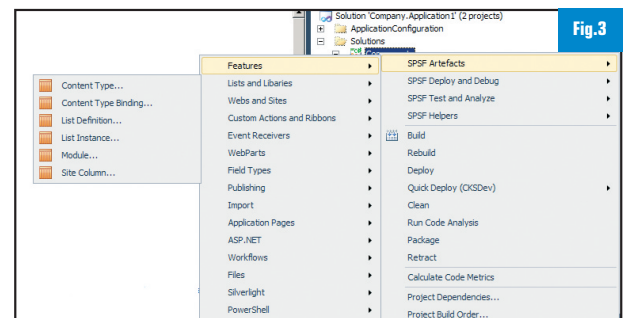 Solution 'Company.Application1' (2 projects)
ApplicationConfiguration
Solutions
Fig.3
Content Type...
Content Type Binding...
List Definition...
List Instance...
Module...
Site Column...
Features
Lists and Libaries
Webs and Sites
Custom Actions and Ribbons
Event Receivers
WebParts
Field Types
Publishing
Import
Application Pages
ASP.NET
Workflows
Files
Silverlight
PowerShell
SPSF Artefacts
SPSF Deploy and Debug
SPSF Test and Analyze
SPSF Helpers
Build
Rebuild
Deploy
Quick Deploy (CKSDev)
Clean
Run Code Analysis
Package
Retract
Calculate Code Metrics
Project Dependencies...
Project Build Order...